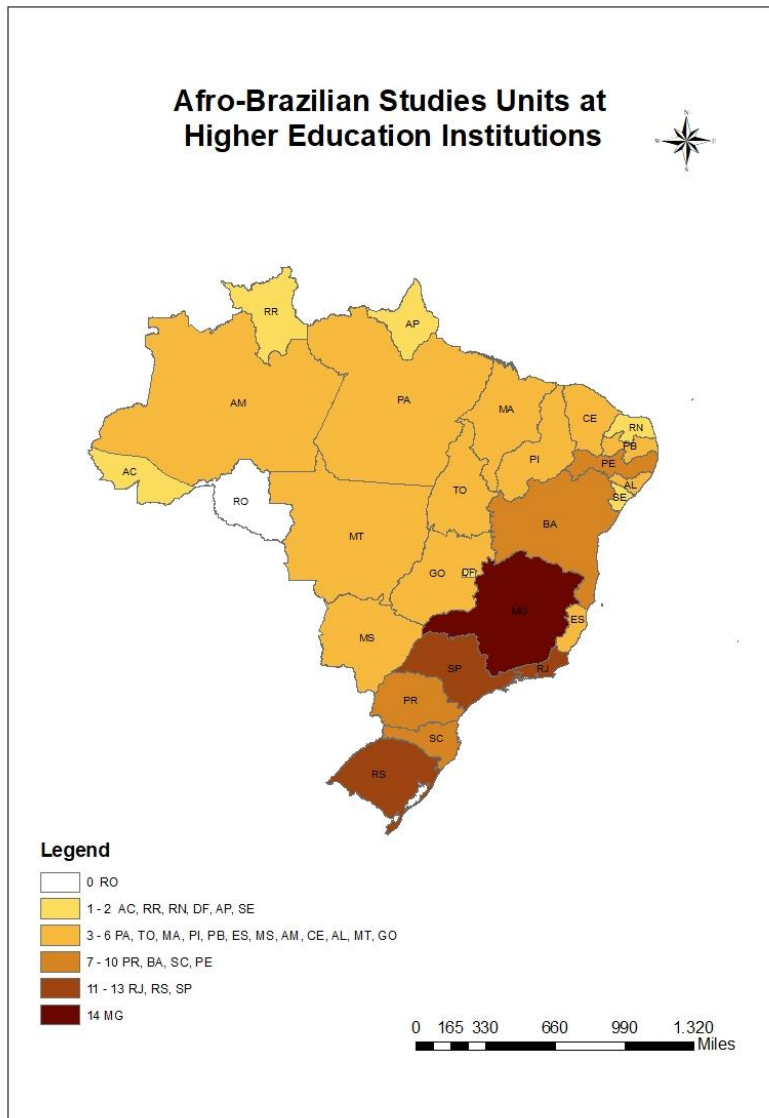 Afro-Brazilian Studies Units at
Higher Education Institutions
N
W
E
S
RR
AP
AM
PA
MA
CE
RN
PB
PI
PE
AC
TO
AL
SE
RO
BA
MT
GO
DF
MG
ES
MS
SP
RJ
PR
SC
RS
Legend
0 RO
1 - 2 AC, RR, RN, DF, AP, SE
3 - 6 PA, TO, MA, PI, PB, ES, MS, AM, CE, AL, MT, GO
7 - 10 PR, BA, SC, PE
11 - 13 RJ, RS, SP
14 MG
0 165 330 660 990 1.320
Miles